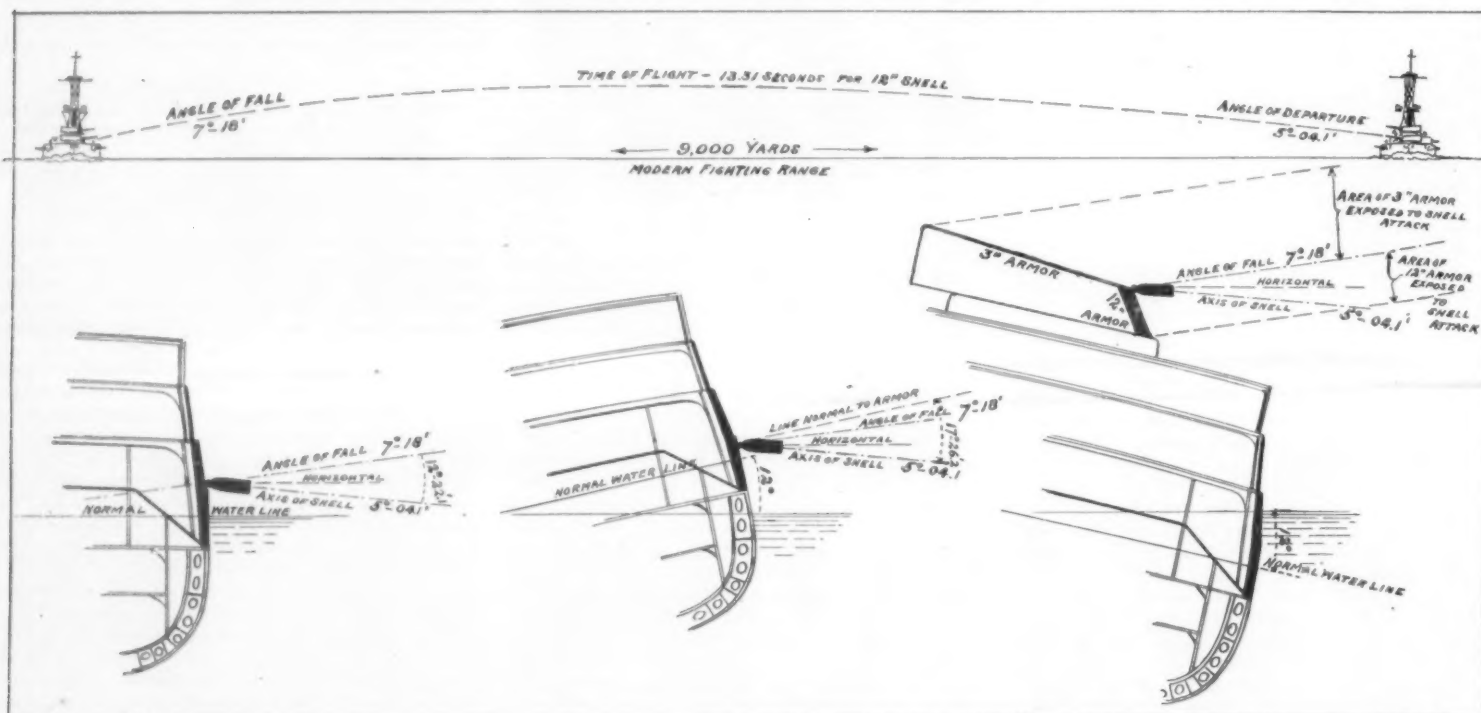 TIME OF FLIGHT - 13.31 SECONDS FOR 12" SHELL
ANGLE OF FALL
7°-18'
ANGLE OF DEPARTURE
5°-04.1'
9,000 YARDS
MODERN FIGHTING RANGE
AREA OF 3" ARMOR
EXPOSED TO SHELL
ATTACK
3" ARMOR
12"
ARMOR
ANGLE OF FALL 7°-18'
HORIZONTAL
AXIS OF SHELL
5°-04.1'
AREA OF
12" ARMOR
EXPOSED
TO
SHELL
ATTACK
ANGLE OF FALL 7°-18'
HORIZONTAL
AXIS OF SHELL 5°-04.1'
12°-22.1'
NORMAL WATER LINE
LINE NORMAL TO ARMOR
ANGLE OF FALL 7°-18'
HORIZONTAL
AXIS OF SHELL
5°-04.1
NORMAL WATER LINE
12°
NORMAL WATER LINE